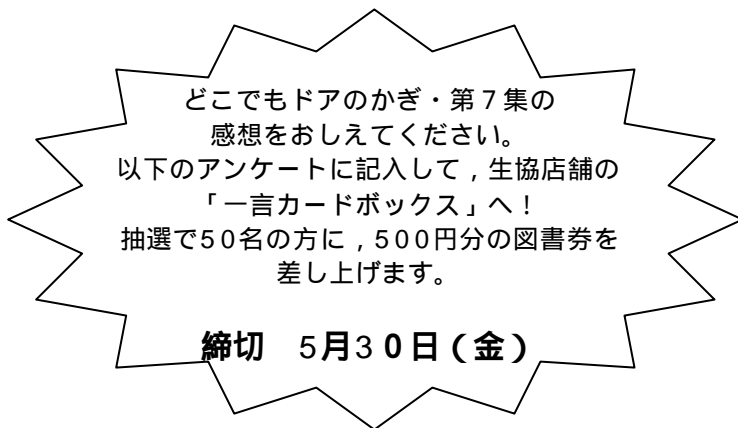 どこでもドアのかぎ・第７集の
感想をおしえてください。
以下のアンケートに記入して，生協店舗の
「一言カードボックス」へ！
抽選で50名の方に，500円分の図書券を
差し上げます。
締切　5月30日（金）